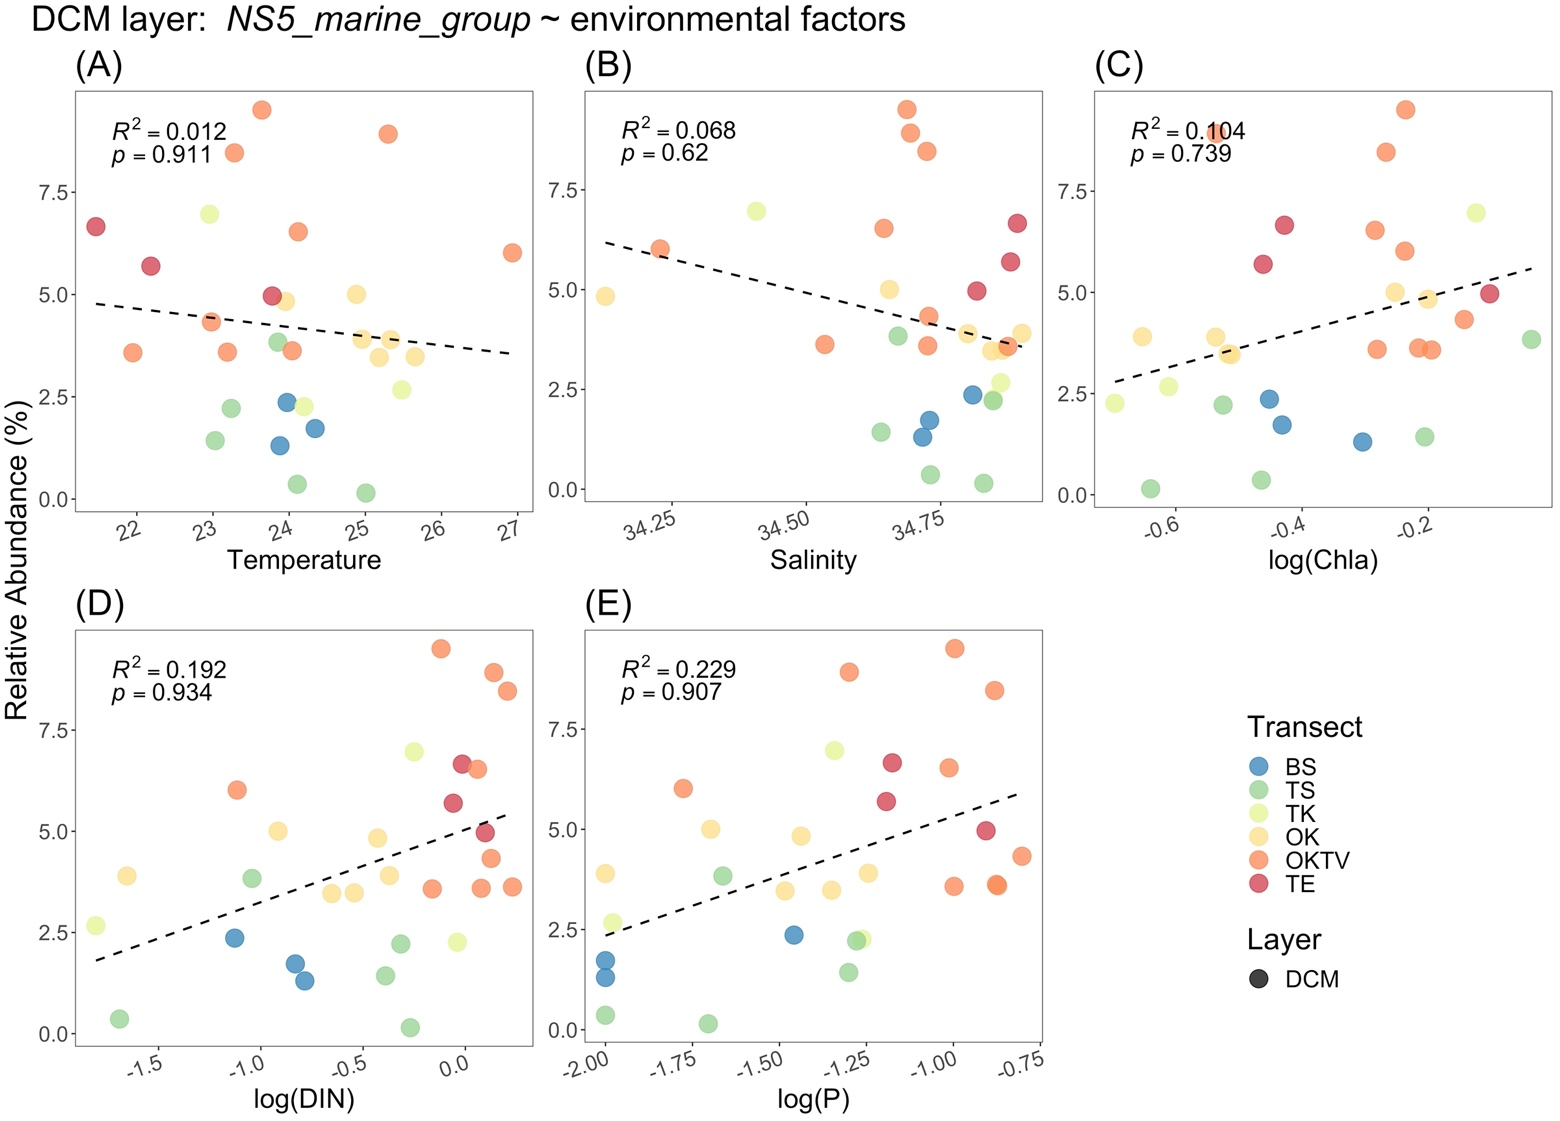 DCM layer: NS5_marine_group ~ environmental factors
Relative Abundance (%)
(A)
R² = 0.012
p = 0.911
7.5
5.0
2.5
0.0
22 23 24 25 26 27
Temperature
(B)
R² = 0.068
p = 0.62
7.5
5.0
2.5
0.0
34.25 34.50 34.75
Salinity
(C)
R² = 0.104
p = 0.739
7.5
5.0
2.5
0.0
-0.6 -0.4 -0.2
log(Chla)
(D)
R² = 0.192
p = 0.934
7.5
5.0
2.5
0.0
-1.5 -1.0 -0.5 0.0
log(DIN)
(E)
R² = 0.229
p = 0.907
7.5
5.0
2.5
0.0
-2.00 -1.75 -1.50 -1.25 -1.00 -0.75
log(P)
Transect
BS
TS
TK
OK
OKTV
TE
Layer
DCM